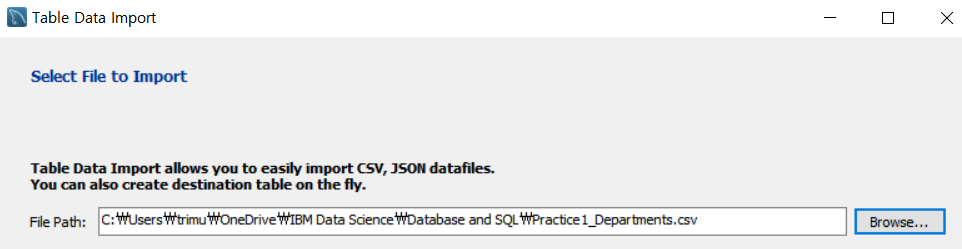 Table Data Import
Select File to Import
Table Data Import allows you to easily import CSV, JSON datafiles.
You can also create destination table on the fly.
File Path: C:₩Users₩trimu₩OneDrive₩IBM Data Science₩Database and SQL₩Practice1_Departments.csv Browse...